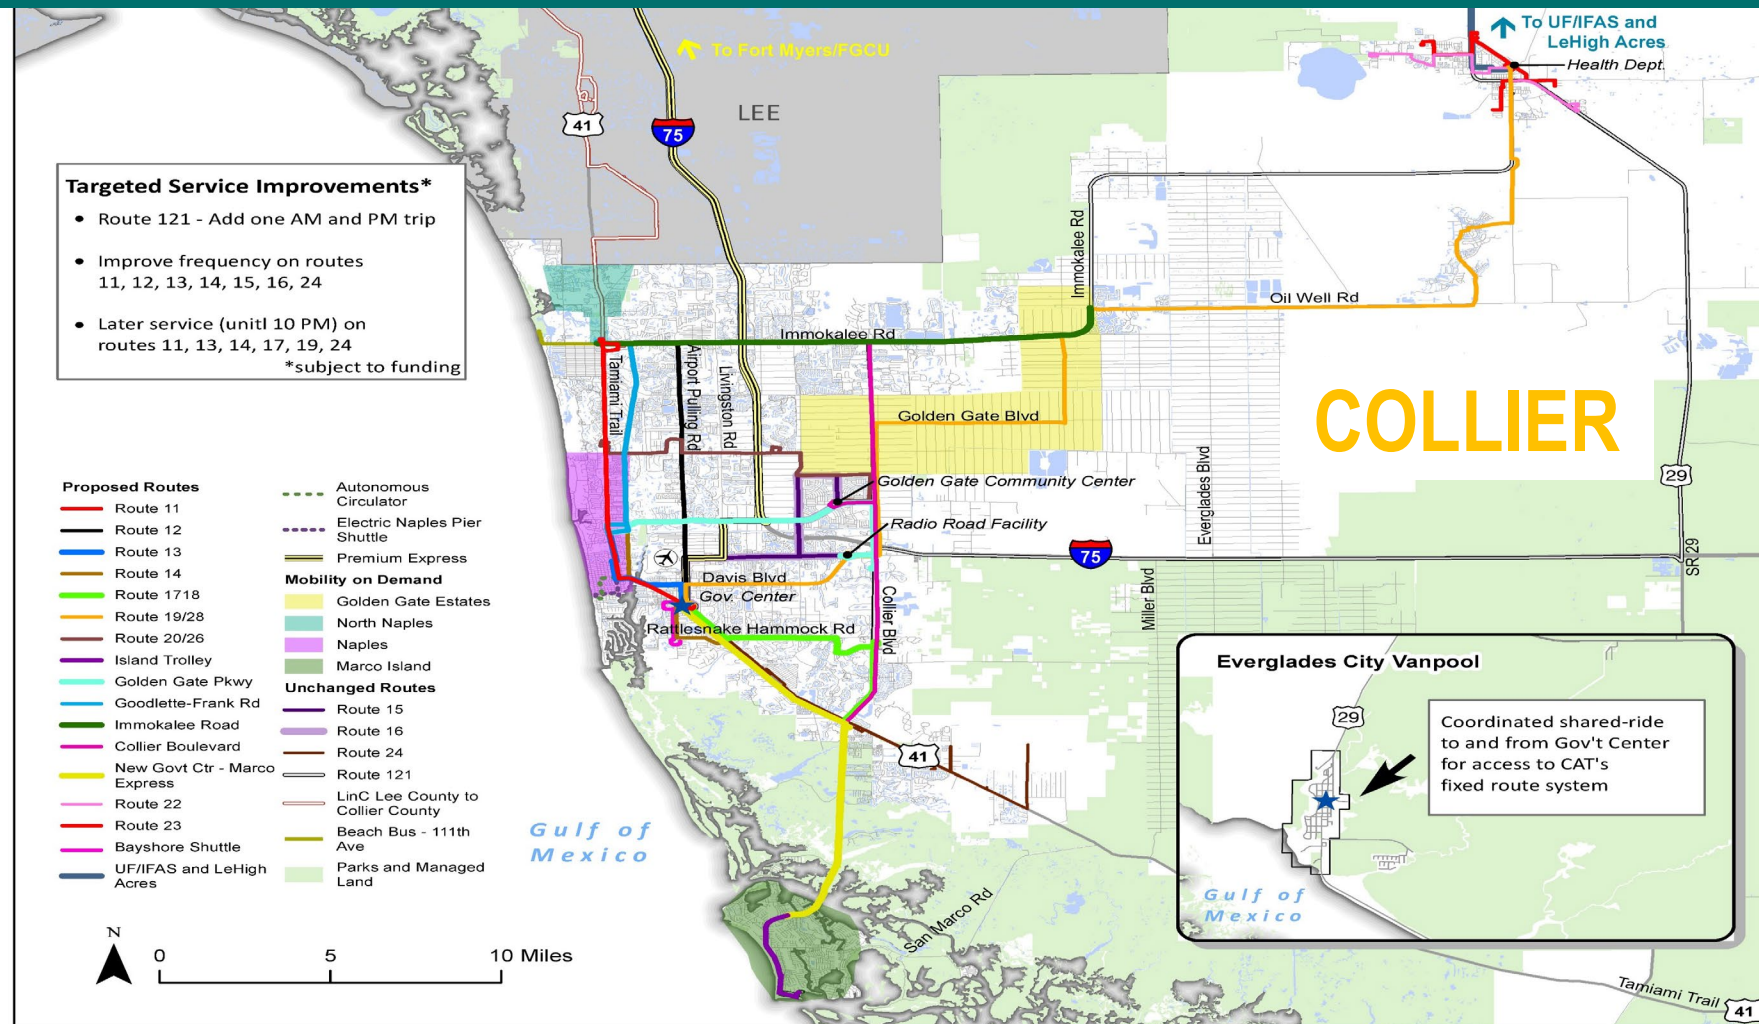 To Fort Myers/FGCU
To UF/IFAS and
LeHigh Acres
Health Dept.
LEE
41
75
Targeted Service Improvements*
• Route 121 - Add one AM and PM trip
• Improve frequency on routes
11, 12, 13, 14, 15, 16, 24
• Later service (unitl 10 PM) on
routes 11, 13, 14, 17, 19, 24
*subject to funding
Immokalee Rd
Oil Well Rd
Immokalee Rd
Tamiami Trail
Airport Pulling Rd
Livingston Rd
Golden Gate Blvd
COLLIER
Everglades Blvd
29
Golden Gate Community Center
Radio Road Facility
75
SR 29
Davis Blvd
Gov. Center
Rattlesnake Hammock Rd
Collier Blvd
Miller Blvd
41
San Marco Rd
Gulf of
Mexico
Proposed Routes
Route 11
Route 12
Route 13
Route 14
Route 1718
Route 19/28
Route 20/26
Island Trolley
Golden Gate Pkwy
Goodlette-Frank Rd
Immokalee Road
Collier Boulevard
New Govt Ctr - Marco
Express
Route 22
Route 23
Bayshore Shuttle
UF/IFAS and LeHigh
Acres
Autonomous
Circulator
Electric Naples Pier
Shuttle
Premium Express
Mobility on Demand
Golden Gate Estates
North Naples
Naples
Marco Island
Unchanged Routes
Route 15
Route 16
Route 24
Route 121
LinC Lee County to
Collier County
Beach Bus - 111th
Ave
Parks and Managed
Land
N
0 5 10 Miles
Everglades City Vanpool
29
Coordinated shared-ride
to and from Gov't Center
for access to CAT's
fixed route system
Gulf of
Mexico
Tamiami Trail
41